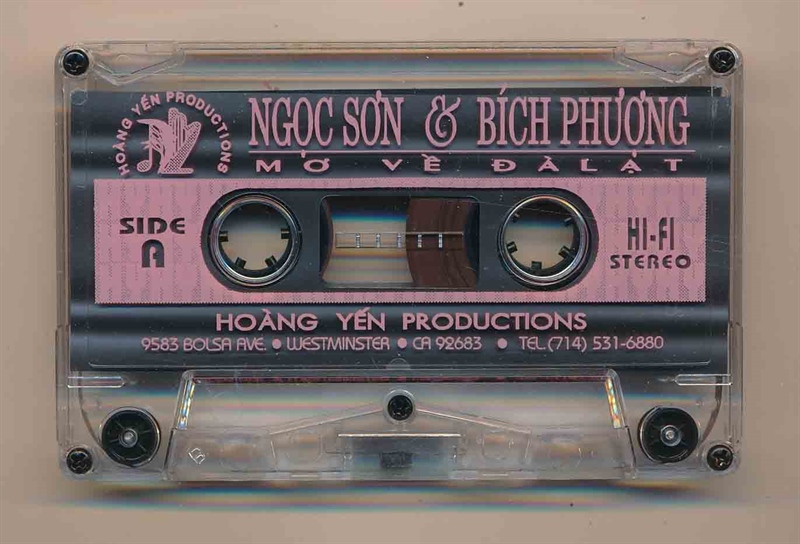 HOÀNG YẾN PRODUCTIONS
NGỌC SƠN & BÍCH PHƯỢNG
MƠ VỀ ĐÀLẠT
SIDE
A
HI-FI
STEREO
HOÀNG YẾN PRODUCTIONS
9583 BOLSA AVE. • WESTMINSTER • CA 92683 • TEL.(714) 531-6880